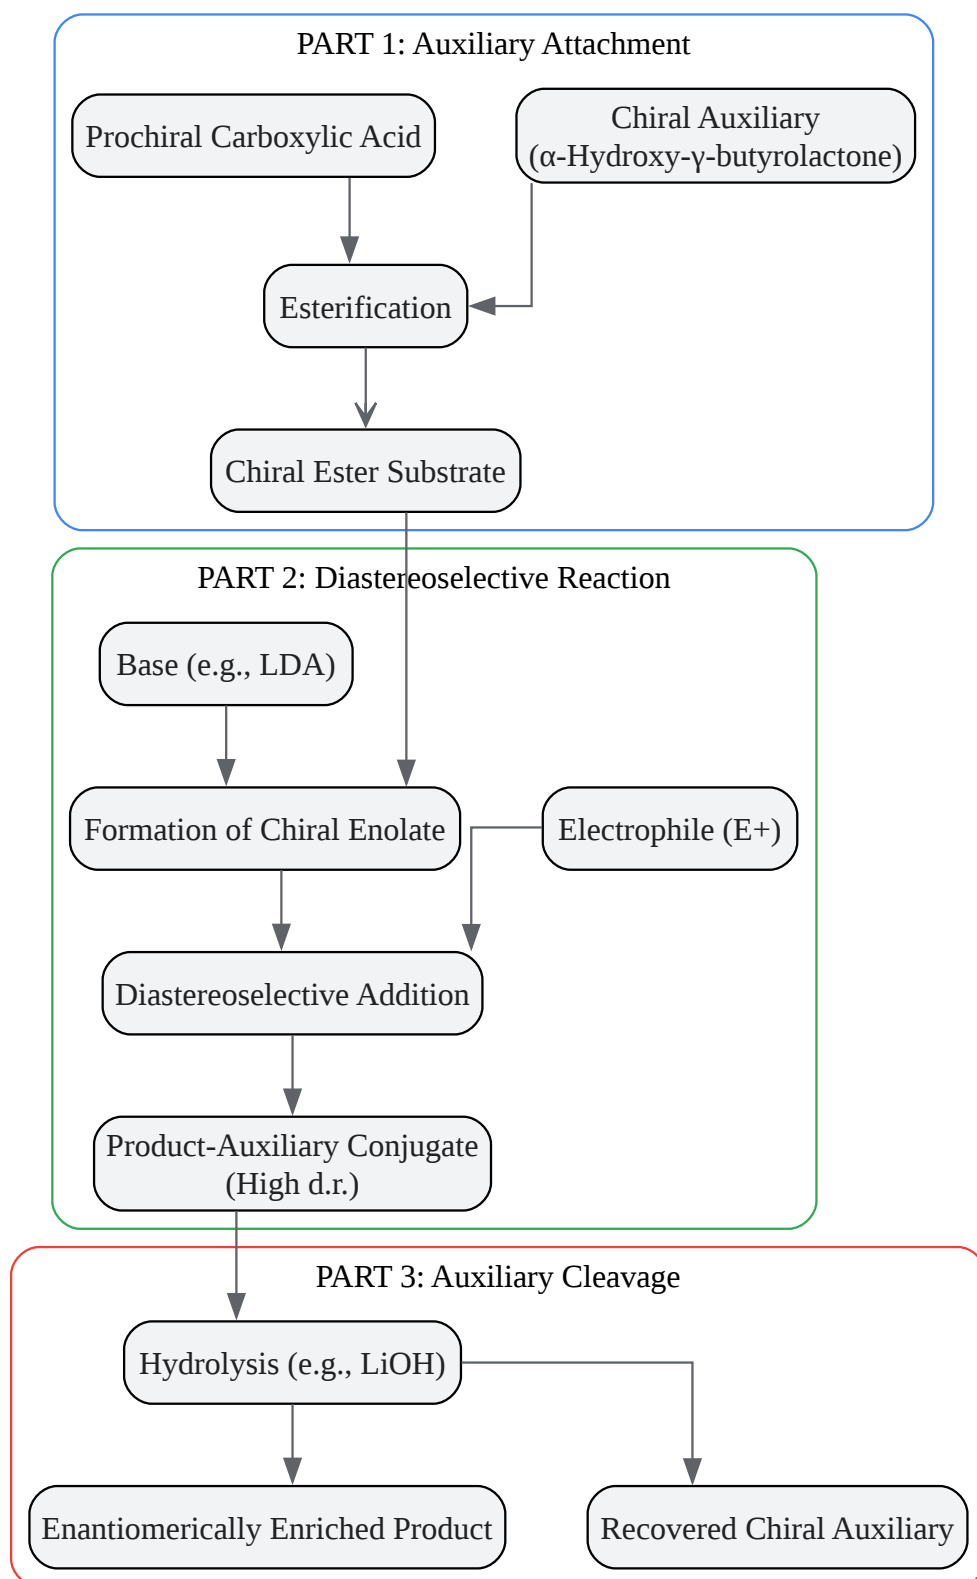 PART 1: Auxiliary Attachment
Prochiral Carboxylic Acid
Chiral Auxiliary
(α-Hydroxy-γ-butyrolactone)
Esterification
Chiral Ester Substrate
PART 2: Diastereoselective Reaction
Base (e.g., LDA)
Formation of Chiral Enolate
Electrophile (E+)
Diastereoselective Addition
Product-Auxiliary Conjugate
(High d.r.)
PART 3: Auxiliary Cleavage
Hydrolysis (e.g., LiOH)
Enantiomerically Enriched Product
Recovered Chiral Auxiliary